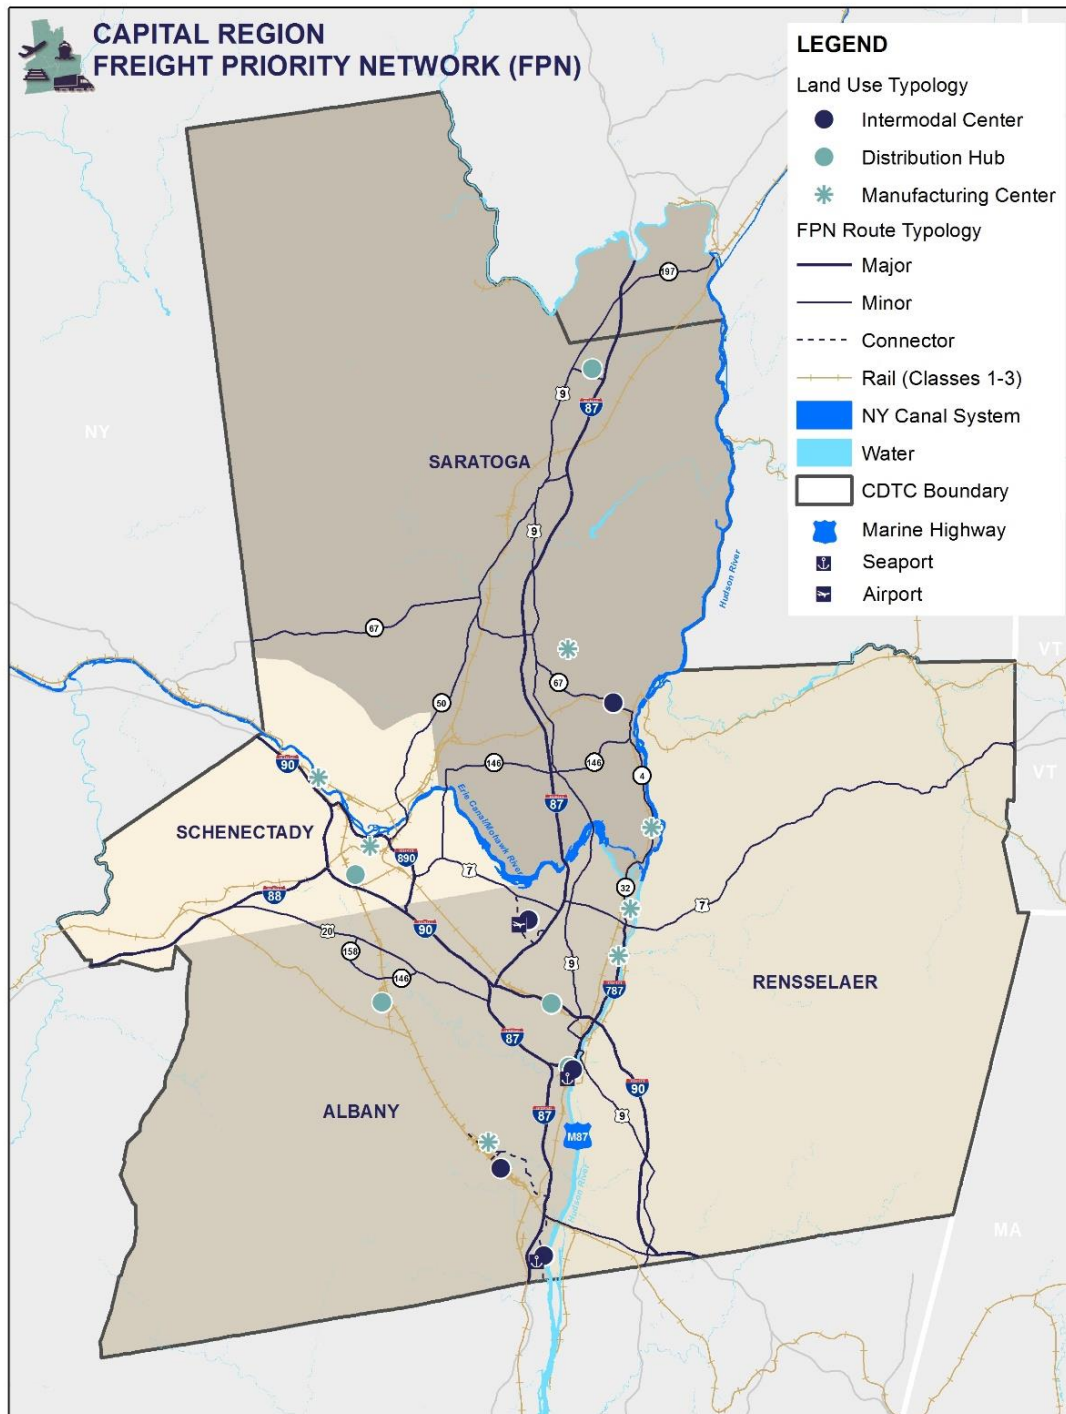 CAPITAL REGION
FREIGHT PRIORITY NETWORK (FPN)
LEGEND
Land Use Typology
Intermodal Center
Distribution Hub
Manufacturing Center
FPN Route Typology
Major
Minor
Connector
Rail (Classes 1-3)
NY Canal System
Water
CDTC Boundary
Marine Highway
Seaport
Airport
197
9
87
NY
SARATOGA
9
Hudson River
67
VT
67
50
146
146
90
4
VT
87
SCHENECTADY
Erie Canal/Mohawk River
890
7
32
88
7
20
90
158
9
146
RENSSELAER
787
87
90
ALBANY
87
9
M87
Hudson River
MA